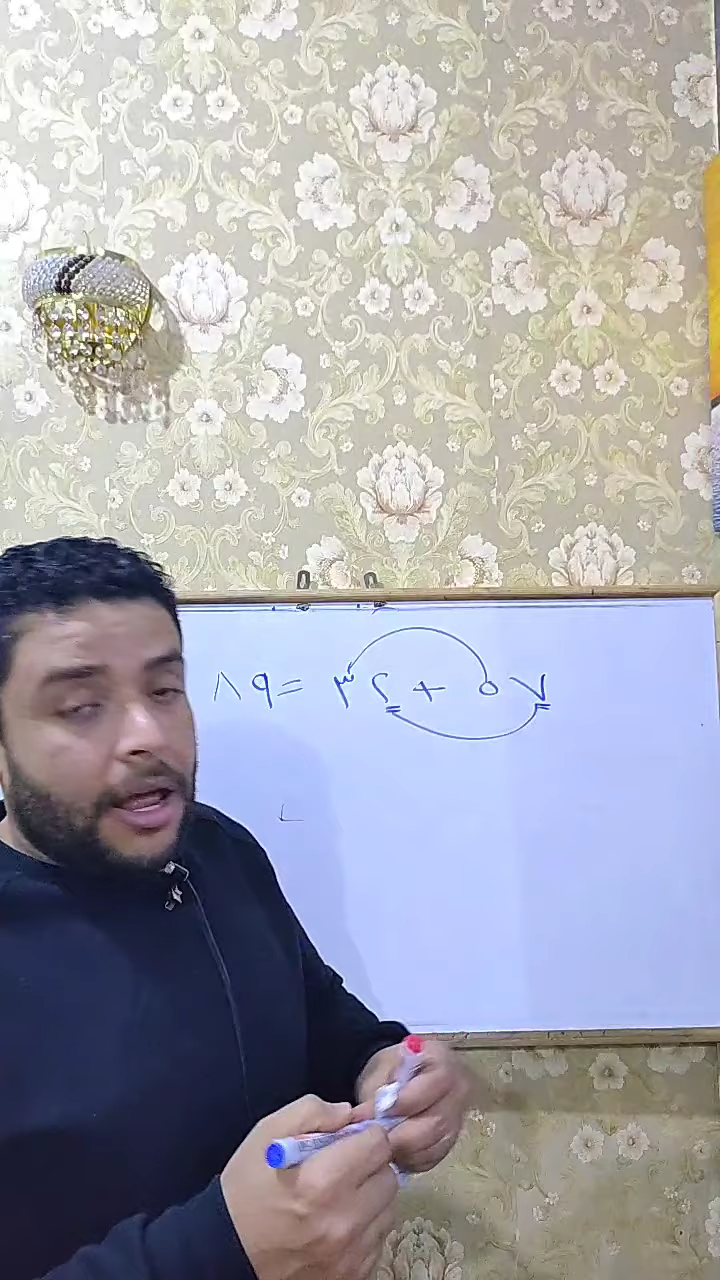 ٥٧ + ٣٢ = ٨٩